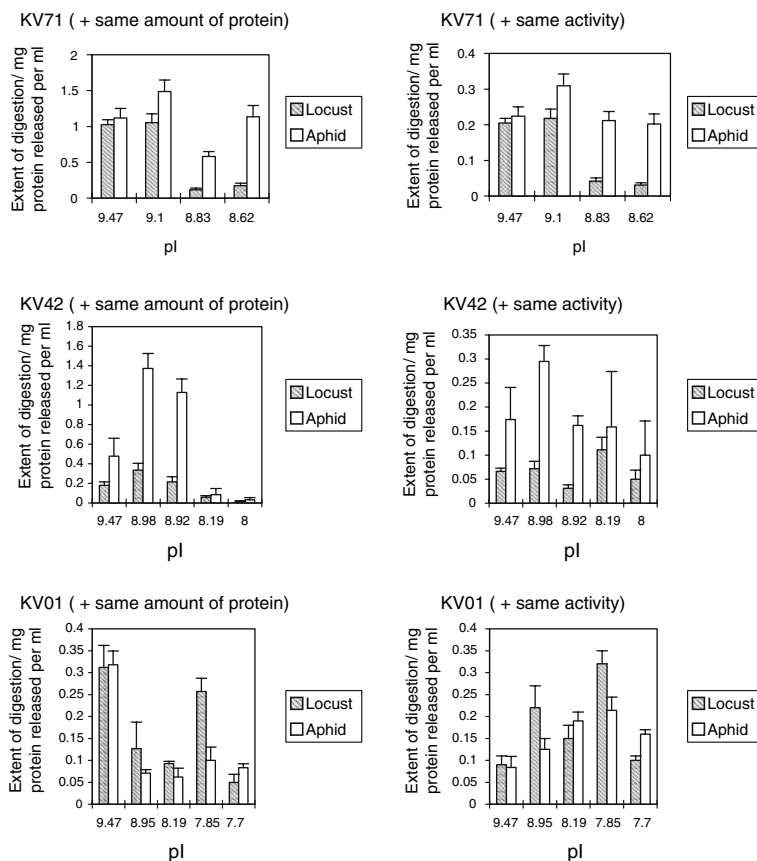 KV71 ( + same amount of protein)
Extent of digestion/ mg
protein released per ml
2
1.5
1
0.5
0
9.47 9.1 8.83 8.62
pI
Locust
Aphid
KV71 ( + same activity)
Extent of digestion/ mg
protein released per ml
0.4
0.3
0.2
0.1
0
9.47 9.1 8.83 8.62
pI
Locust
Aphid
KV42 ( + same amount of protein)
Extent of digestion/ mg
protein released per ml
1.8
1.6
1.4
1.2
1
0.8
0.6
0.4
0.2
0
9.47 8.98 8.92 8.19 8
pI
Locust
Aphid
KV42 (+ same activity)
Extent of digestion/ mg
protein released per ml
0.35
0.3
0.25
0.2
0.15
0.1
0.05
0
9.47 8.98 8.92 8.19 8
pI
Locust
Aphid
KV01 ( + same amount of protein)
Extent of digestion/ mg
protein released per ml
0.4
0.35
0.3
0.25
0.2
0.15
0.1
0.05
0
9.47 8.95 8.19 7.85 7.7
pI
Locust
Aphid
KV01 ( + same activity)
Extent of digestion/ mg
protein released per ml
0.4
0.35
0.3
0.25
0.2
0.15
0.1
0.05
0
9.47 8.95 8.19 7.85 7.7
pI
Locust
Aphid